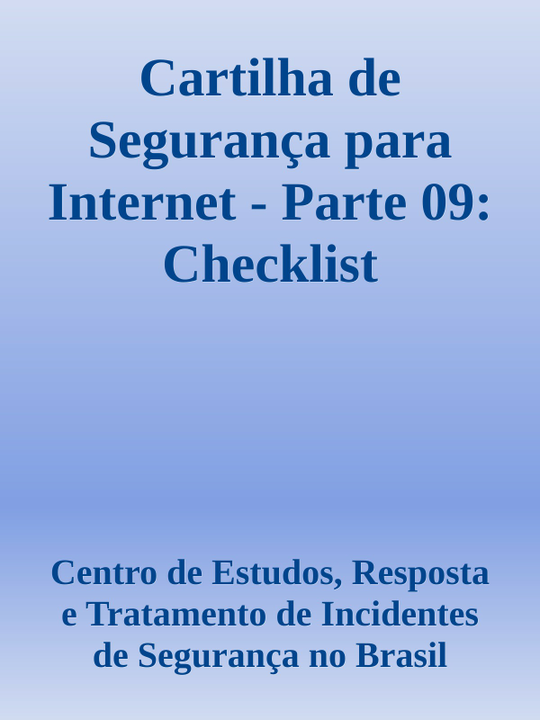 Cartilha de
Segurança para
Internet - Parte 09:
Checklist
Centro de Estudos, Resposta
e Tratamento de Incidentes
de Segurança no Brasil